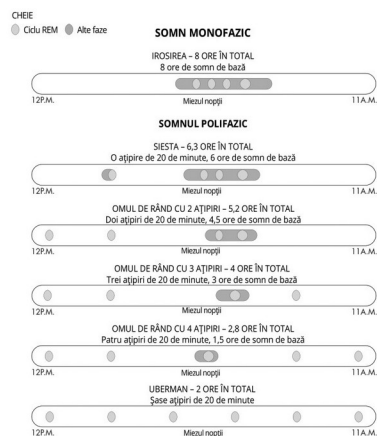 CHEIE
Ciclu REM Alte faze
SOMN MONOFAZIC
IROSIREA – 8 ORE ÎN TOTAL
8 ore de somn de bază
12P.M. Miezul nopții 11A.M.
SOMNUL POLIFAZIC
SIESTA – 6,3 ORE ÎN TOTAL
O ațipire de 20 de minute, 6 ore de somn de bază
12P.M. Miezul nopții 11A.M.
OMUL DE RÂND CU 2 AȚIPIRI – 5,2 ORE ÎN TOTAL
Doi ațipiri de 20 de minute, 4,5 ore de somn de bază
12P.M. Miezul nopții 11A.M.
OMUL DE RÂND CU 3 AȚIPIRI – 4 ORE ÎN TOTAL
Trei ațipiri de 20 de minute, 3 ore de somn de bază
12P.M. Miezul nopții 11A.M.
OMUL DE RÂND CU 4 AȚIPIRI – 2,8 ORE ÎN TOTAL
Patru ațipiri de 20 de minute, 1,5 ore de somn de bază
12P.M. Miezul nopții 11A.M.
UBERMAN – 2 ORE ÎN TOTAL
Șase ațipiri de 20 de minute
12P.M. Miezul nopții 11A.M.